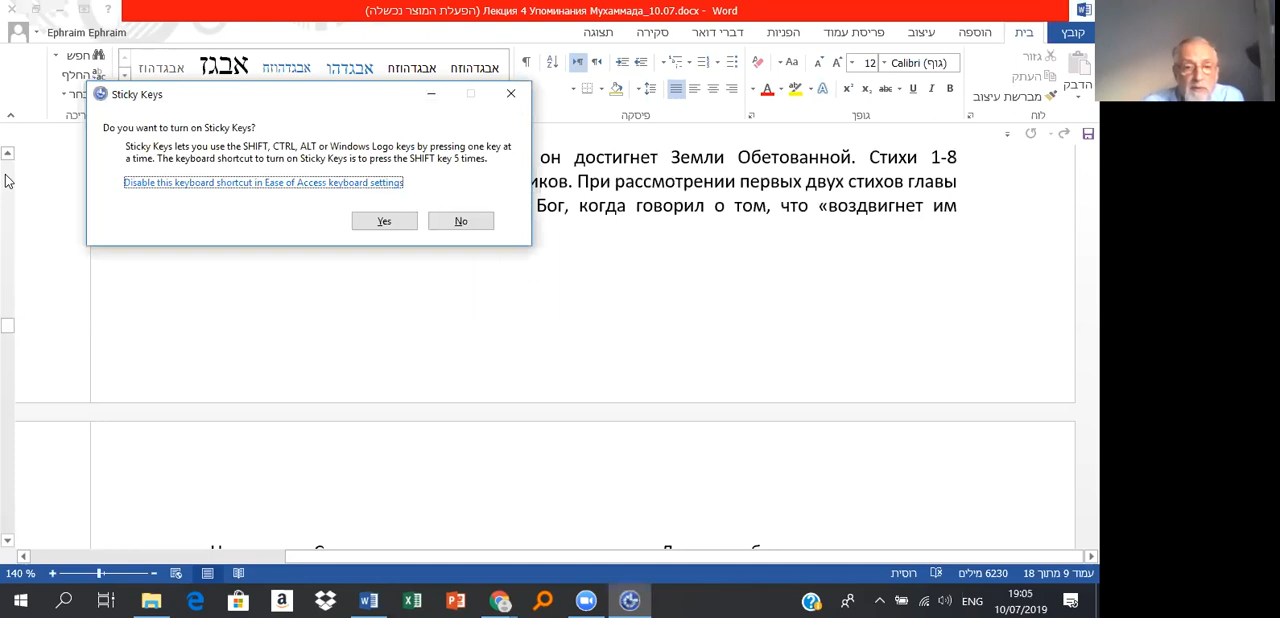 Лекция 4 Упоминания Мухаммада_10.07.docx (הפעלת המוצר נכשלה) - Word
Ephraim Ephraim
קובץ
בית
הוספה
עיצוב
פריסת עמוד
הפניות
דברי דואר
סקירה
תצוגה
גזור
העתק
מברשת עיצוב
הדבק
לוח
Calibri (גוף)
12
Aa
abc
U
I
B
גופן
פיסקה
אבגדהוזח
אבגדהוזח
אבגדהו
אבגדהוז
אבגז
אבגדהוז
חפש
החלף
ריכה
Sticky Keys
Do you want to turn on Sticky Keys?
Sticky Keys lets you use the SHIFT, CTRL, ALT or Windows Logo keys by pressing one key at
a time. The keyboard shortcut to turn on Sticky Keys is to press the SHIFT key 5 times.
Disable this keyboard shortcut in Ease of Access keyboard settings
Yes
No
он достигнет Земли Обетованной. Стихи 1-8
иков. При рассмотрении первых двух стихов главы
Бог, когда говорил о том, что «воздвигнет им
140 %
רוסית
6230 מילים
עמוד 9 מתוך 18
ENG
19:05
10/07/2019